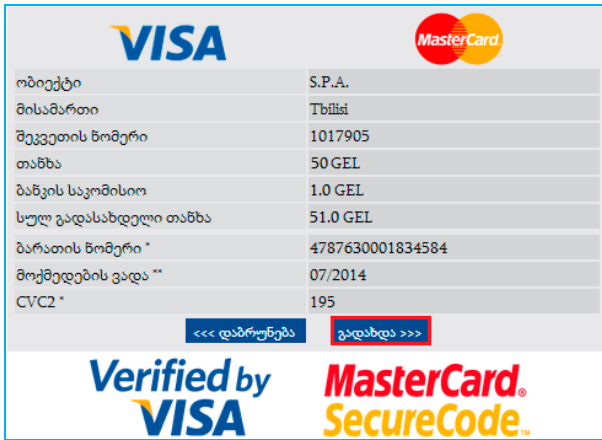 VISA MasterCard
ობიექტი S.P.A.
მისამართი Tbilisi
შეკვეთის ნომერი 1017905
თანხა 50 GEL
ბანკის საკომისიო 1.0 GEL
სულ გადასახდელი თანხა 51.0 GEL
ბარათის ნომერი * 4787630001834584
მოქმედების ვადა ** 07/2014
CVC2 * 195
<<< დაბრუნება გადახდა >>>
Verified by MasterCard.
VISA SecureCode™